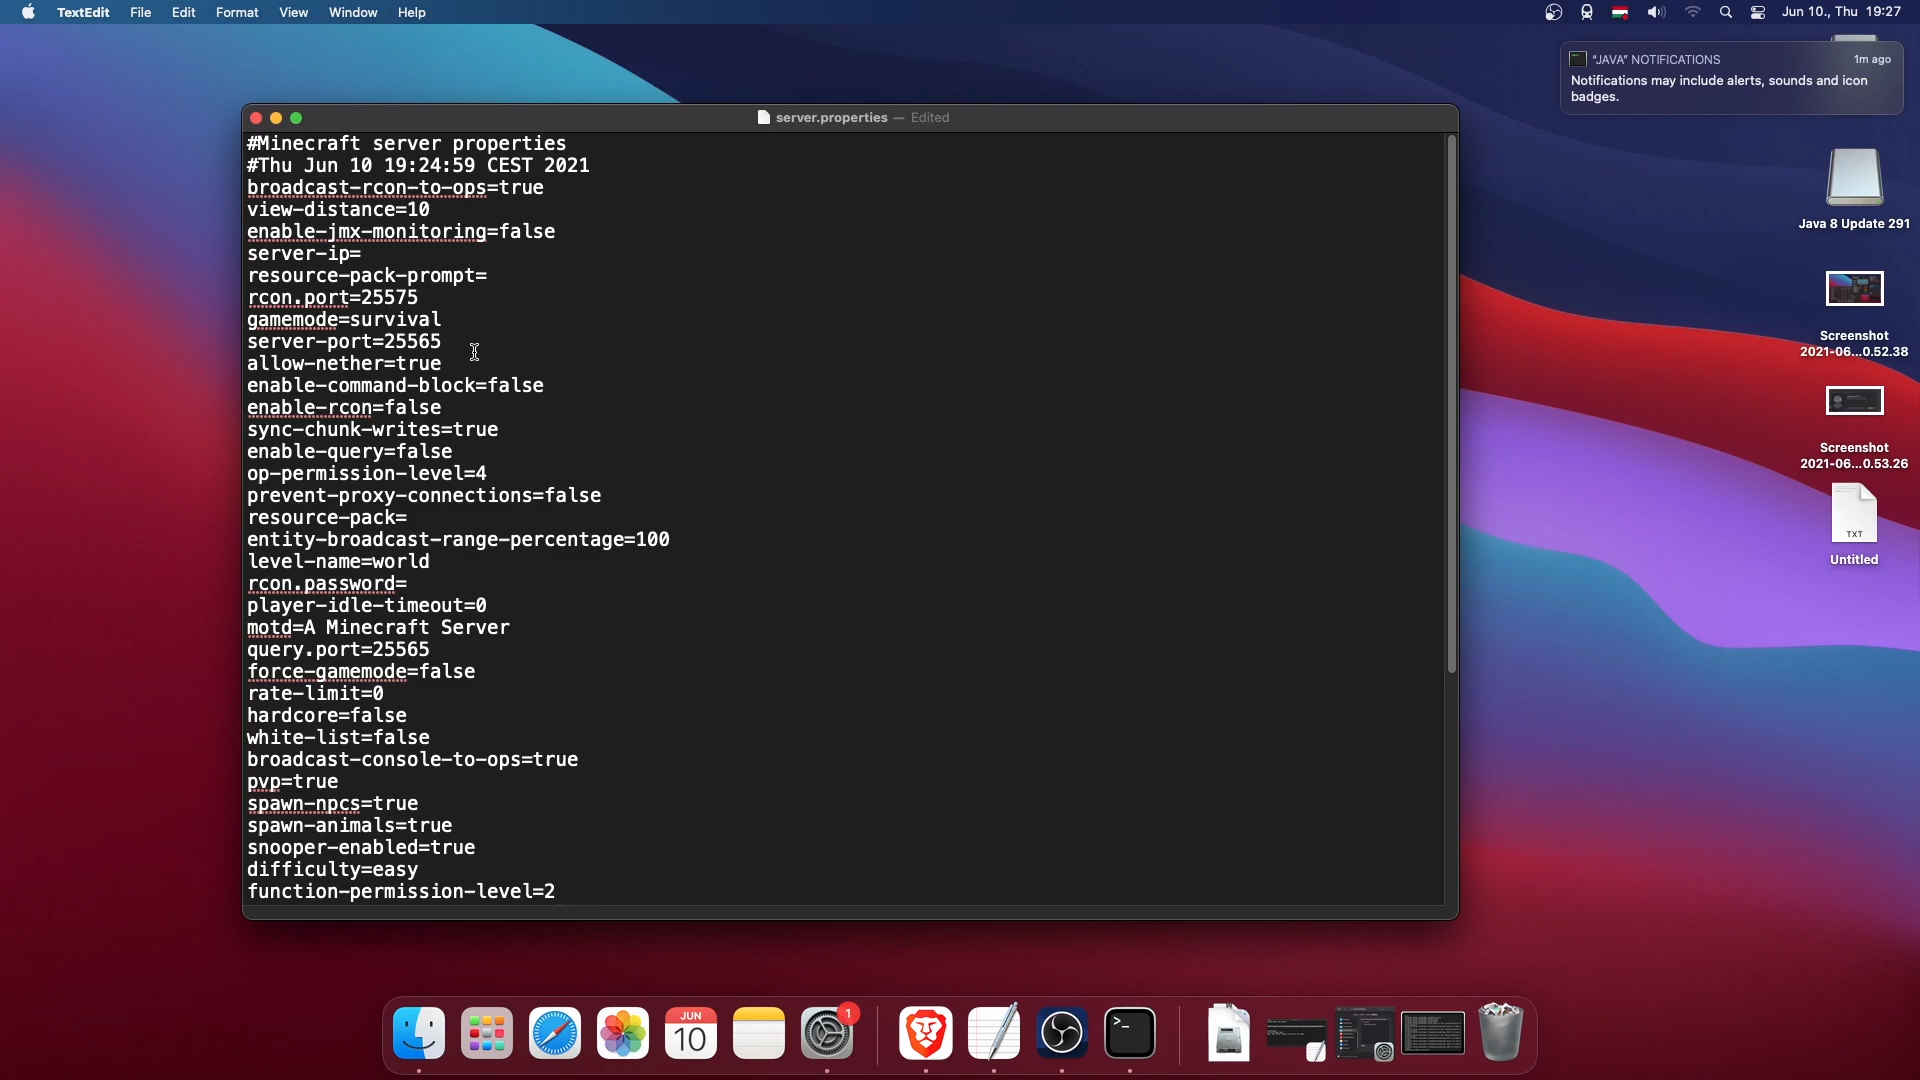 TextEdit File Edit Format View Window Help Jun 10., Thu 19:27
"JAVA" NOTIFICATIONS 1m ago
Notifications may include alerts, sounds and icon
badges.
server.properties — Edited
#Minecraft server properties
#Thu Jun 10 19:24:59 CEST 2021
broadcast-rcon-to-ops=true
view-distance=10
enable-jmx-monitoring=false
server-ip=
resource-pack-prompt=
rcon.port=25575
gamemode=survival
server-port=25565
allow-nether=true
enable-command-block=false
enable-rcon=false
sync-chunk-writes=true
enable-query=false
op-permission-level=4
prevent-proxy-connections=false
resource-pack=
entity-broadcast-range-percentage=100
level-name=world
rcon.password=
player-idle-timeout=0
motd=A Minecraft Server
query.port=25565
force-gamemode=false
rate-limit=0
hardcore=false
white-list=false
broadcast-console-to-ops=true
pvp=true
spawn-npcs=true
spawn-animals=true
snooper-enabled=true
difficulty=easy
function-permission-level=2
Java 8 Update 291
Screenshot
2021-06...0.52.38
Screenshot
2021-06...0.53.26
TXT
Untitled
JUN
10
1
>_